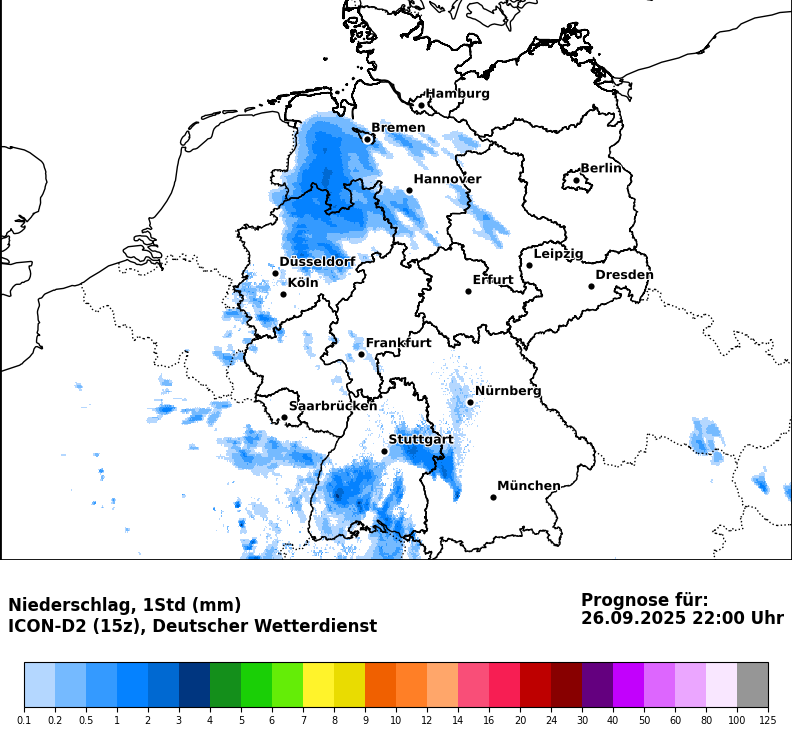 Hamburg
Bremen
Berlin
Hannover
Leipzig
Düsseldorf
Dresden
Erfurt
Köln
Frankfurt
Nürnberg
Saarbrücken
Stuttgart
München
Niederschlag, 1Std (mm)
ICON-D2 (15z), Deutscher Wetterdienst
Prognose für:
26.09.2025 22:00 Uhr
0.1 0.2 0.5 1 2 3 4 5 6 7 8 9 10 12 14 16 20 24 30 40 50 60 80 100 125